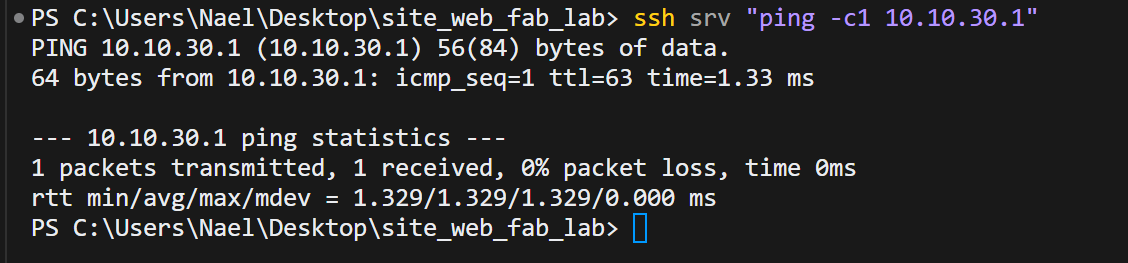 PS C:\Users\Nael\Desktop\site_web_fab_lab> ssh srv "ping -c1 10.10.30.1"
PING 10.10.30.1 (10.10.30.1) 56(84) bytes of data.
64 bytes from 10.10.30.1: icmp_seq=1 ttl=63 time=1.33 ms
--- 10.10.30.1 ping statistics ---
1 packets transmitted, 1 received, 0% packet loss, time 0ms
rtt min/avg/max/mdev = 1.329/1.329/1.329/0.000 ms
PS C:\Users\Nael\Desktop\site_web_fab_lab>